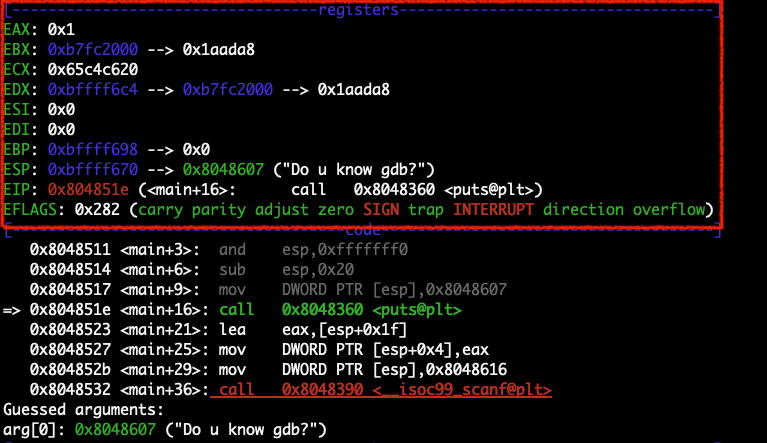 [----------------------------------registers-----------------------------------]
EAX: 0x1
EBX: 0xb7fc2000 --> 0x1aada8
ECX: 0x65c4c620
EDX: 0xbffff6c4 --> 0xb7fc2000 --> 0x1aada8
ESI: 0x0
EDI: 0x0
EBP: 0xbffff698 --> 0x0
ESP: 0xbffff670 --> 0x8048607 ("Do u know gdb?")
EIP: 0x804851e (<main+16>:      call   0x8048360 <puts@plt>)
EFLAGS: 0x282 (carry parity adjust zero SIGN trap INTERRUPT direction overflow)
[-------------------------------------code-------------------------------------]
   0x8048511 <main+3>:  and    esp,0xfffffff0
   0x8048514 <main+6>:  sub    esp,0x20
   0x8048517 <main+9>:  mov    DWORD PTR [esp],0x8048607
=> 0x804851e <main+16>: call   0x8048360 <puts@plt>
   0x8048523 <main+21>: lea    eax,[esp+0x1f]
   0x8048527 <main+25>: mov    DWORD PTR [esp+0x4],eax
   0x804852b <main+29>: mov    DWORD PTR [esp],0x8048616
   0x8048532 <main+36>: call   0x8048390 <__isoc99_scanf@plt>
Guessed arguments:
arg[0]: 0x8048607 ("Do u know gdb?")